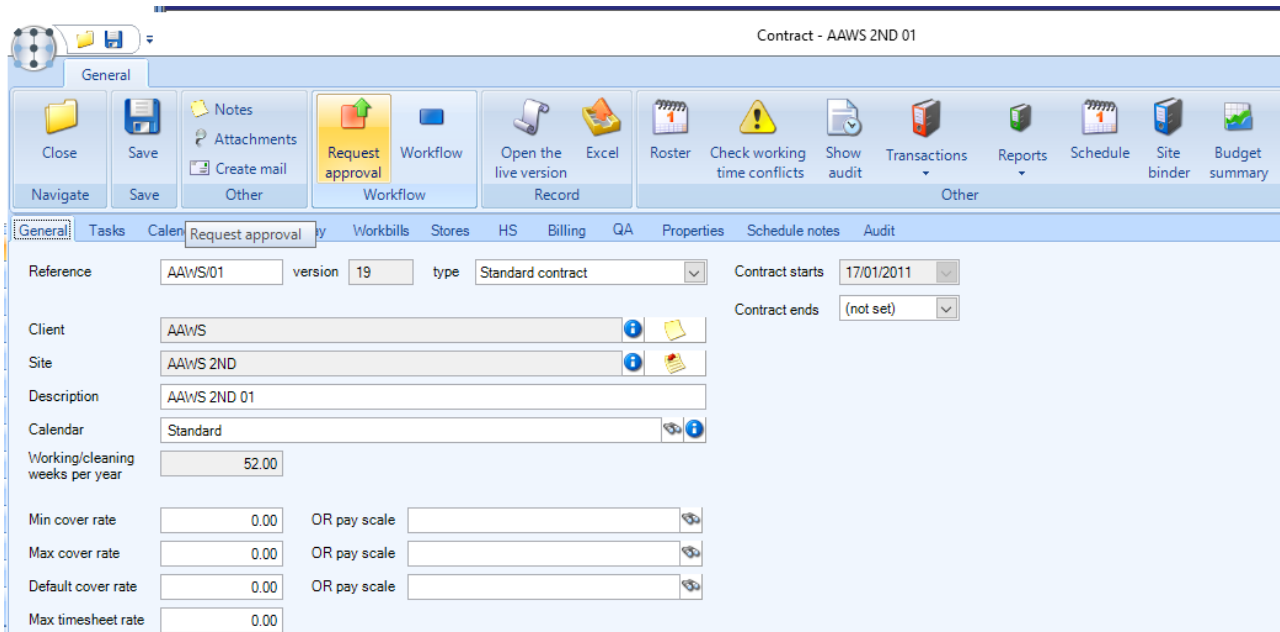 Contract - AAWS 2ND 01
General
Close
Save
Notes
Attachments
Create mail
Request approval
Workflow
Open the live version
Excel
Roster
Check working time conflicts
Show audit
Transactions
Reports
Schedule
Site binder
Budget summary
Navigate Save Other Workflow Record Other
General Tasks Request approval Workbills Stores HS Billing QA Properties Schedule notes Audit
Reference AAWS/01 version 19 type Standard contract Contract starts 17/01/2011
Contract ends (not set)
Client AAWS
Site AAWS 2ND
Description AAWS 2ND 01
Calendar Standard
Working/cleaning
weeks per year 52.00
Min cover rate 0.00 OR pay scale
Max cover rate 0.00 OR pay scale
Default cover rate 0.00 OR pay scale
Max timesheet rate 0.00